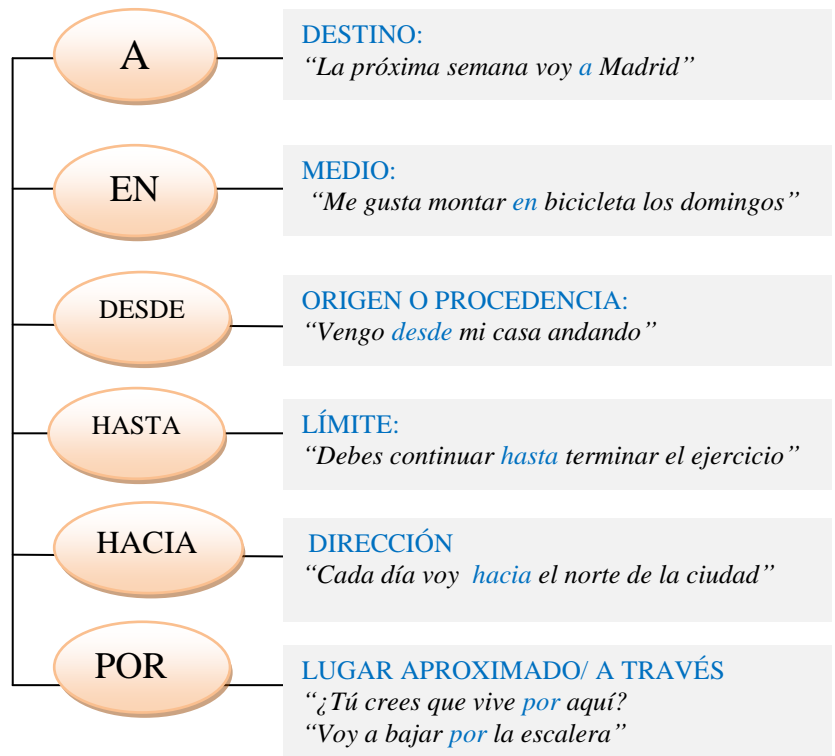 A
DESTINO:
“La próxima semana voy a Madrid”
EN
MEDIO:
“Me gusta montar en bicicleta los domingos”
DESDE
ORIGEN O PROCEDENCIA:
“Vengo desde mi casa andando”
HASTA
LÍMITE:
“Debes continuar hasta terminar el ejercicio”
HACIA
DIRECCIÓN
“Cada día voy hacia el norte de la ciudad”
POR
LUGAR APROXIMADO/ A TRAVÉS
“¿Tú crees que vive por aquí?
“Voy a bajar por la escalera”